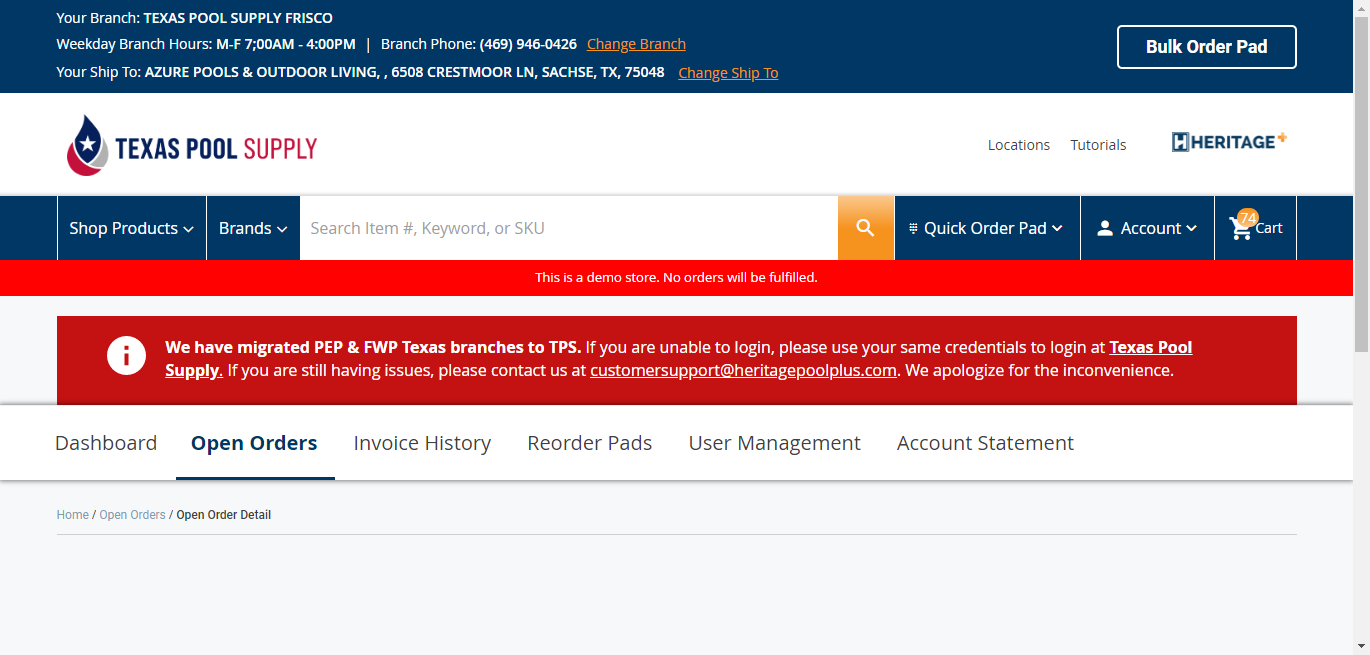 Your Branch: TEXAS POOL SUPPLY FRISCO
Weekday Branch Hours: M-F 7;00AM - 4:00PM | Branch Phone: (469) 946-0426 Change Branch
Your Ship To: AZURE POOLS & OUTDOOR LIVING, , 6508 CRESTMOOR LN, SACHSE, TX, 75048 Change Ship To
Bulk Order Pad
TEXAS POOL SUPPLY
Locations Tutorials
HERITAGE+
Shop Products Brands Search Item #, Keyword, or SKU Quick Order Pad Account 74 Cart
This is a demo store. No orders will be fulfilled.
We have migrated PEP & FWP Texas branches to TPS. If you are unable to login, please use your same credentials to login at Texas Pool
Supply. If you are still having issues, please contact us at customersupport@heritagepoolplus.com. We apologize for the inconvenience.
Dashboard Open Orders Invoice History Reorder Pads User Management Account Statement
Home / Open Orders / Open Order Detail